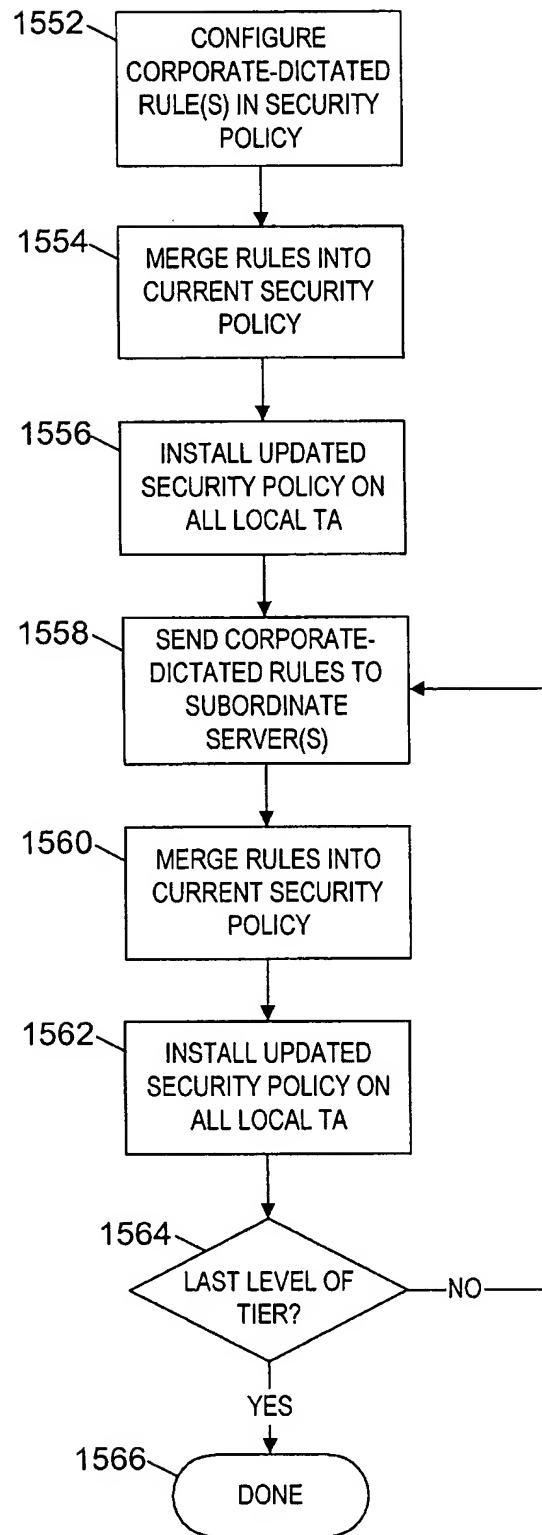 1552
CONFIGURE
CORPORATE-DICTATED
RULE(S) IN SECURITY
POLICY
1554
MERGE RULES INTO
CURRENT SECURITY
POLICY
1556
INSTALL UPDATED
SECURITY POLICY ON
ALL LOCAL TA
1558
SEND CORPORATE-
DICTATED RULES TO
SUBORDINATE
SERVER(S)
1560
MERGE RULES INTO
CURRENT SECURITY
POLICY
1562
INSTALL UPDATED
SECURITY POLICY ON
ALL LOCAL TA
1564
LAST LEVEL OF
TIER?
NO
YES
1566
DONE